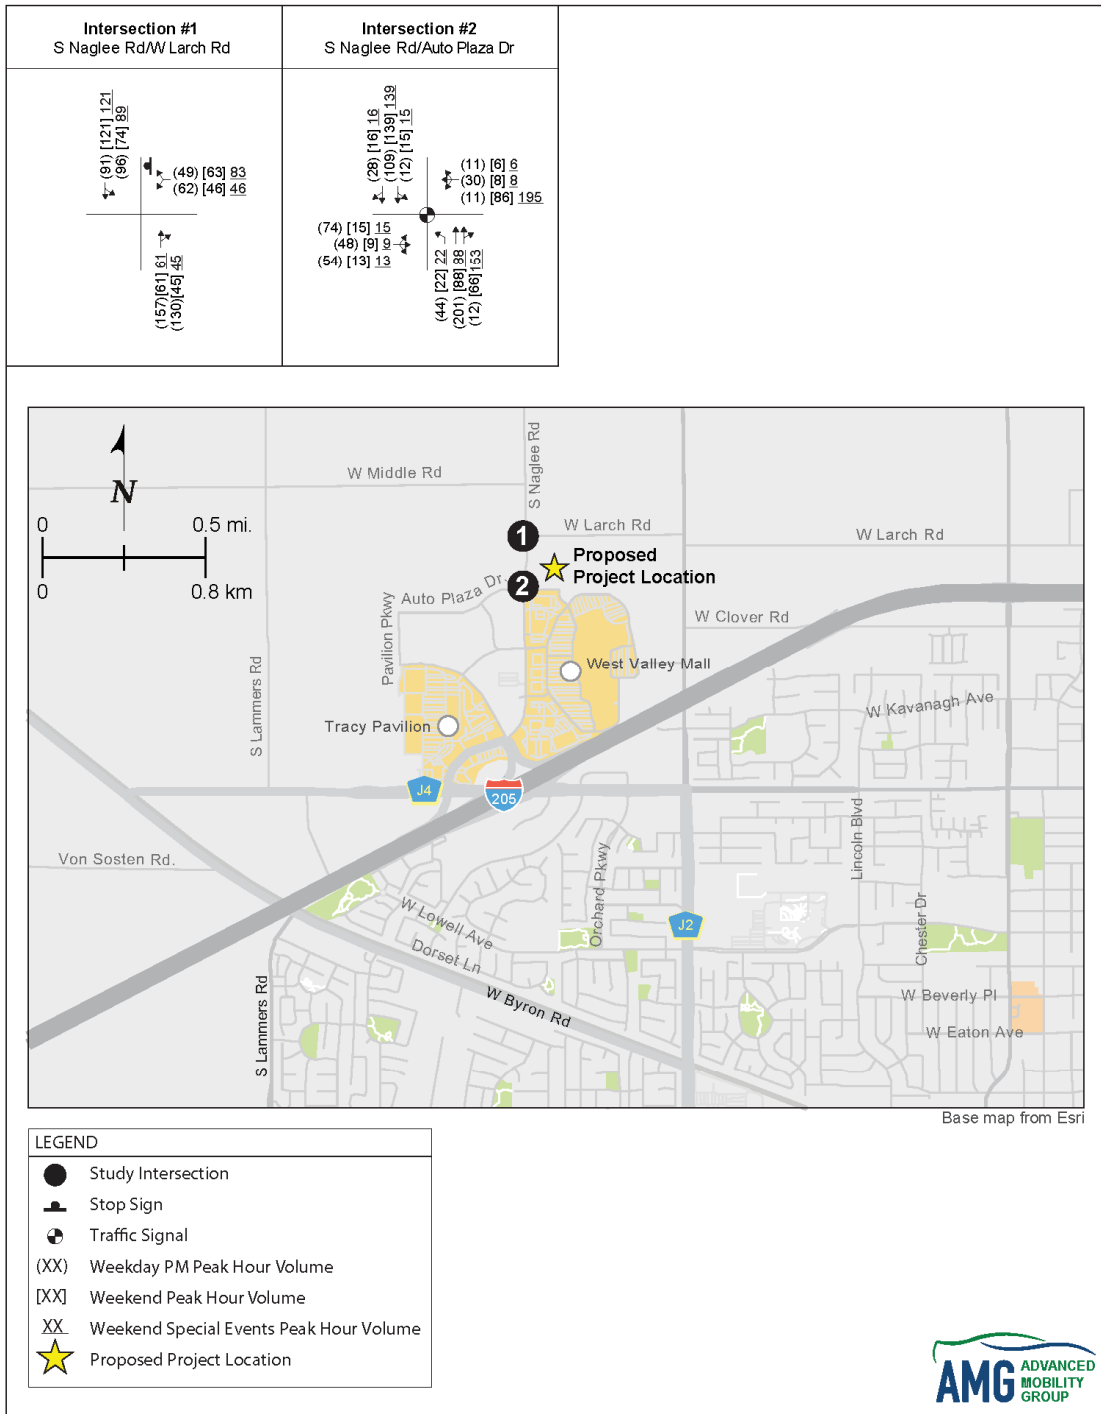 Intersection #1
S Naglee Rd/W Larch Rd
Intersection #2
S Naglee Rd/Auto Plaza Dr
(91) [121] 121
(96) [74] 89
(49) [63] 83
(62) [46] 46
(157)[61] 61
(130)[45] 45
(28) [16] 16
(109) [139] 139
(12) [15] 15
(11) [6] 6
(30) [8] 8
(11) [86] 195
(74) [15] 15
(48) [9] 9
(54) [13] 13
(44) [22] 22
(201) [88] 88
(12) [66] 153
N
0 0.5 mi.
0 0.8 km
W Middle Rd
S Naglee Rd
W Larch Rd
W Larch Rd
1
Proposed
Project Location
2
Auto Plaza Dr.
Pavilion Pkwy
W Clover Rd
West Valley Mall
S Lammers Rd
W Kavanagh Ave
Tracy Pavilion
J4
205
Lincoln Blvd
Von Sosten Rd.
Orchard Pkwy
W Lowell Ave
Dorset Ln
J2
Chester Dr
W Byron Rd
S Lammers Rd
W Beverly Pl
W Eaton Ave
Base map from Esri
LEGEND
Study Intersection
Stop Sign
Traffic Signal
(XX) Weekday PM Peak Hour Volume
[XX] Weekend Peak Hour Volume
XX Weekend Special Events Peak Hour Volume
Proposed Project Location
AMG ADVANCED
MOBILITY
GROUP